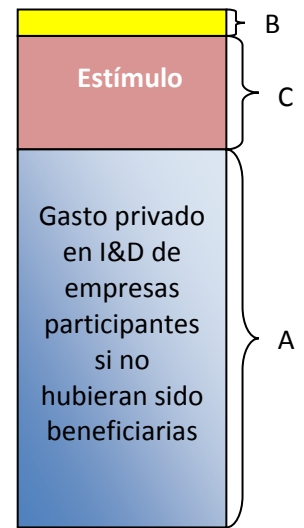 B
Estímulo
C
Gasto privado
en I&D de
empresas
participantes
si no
hubieran sido
beneficiarias
A